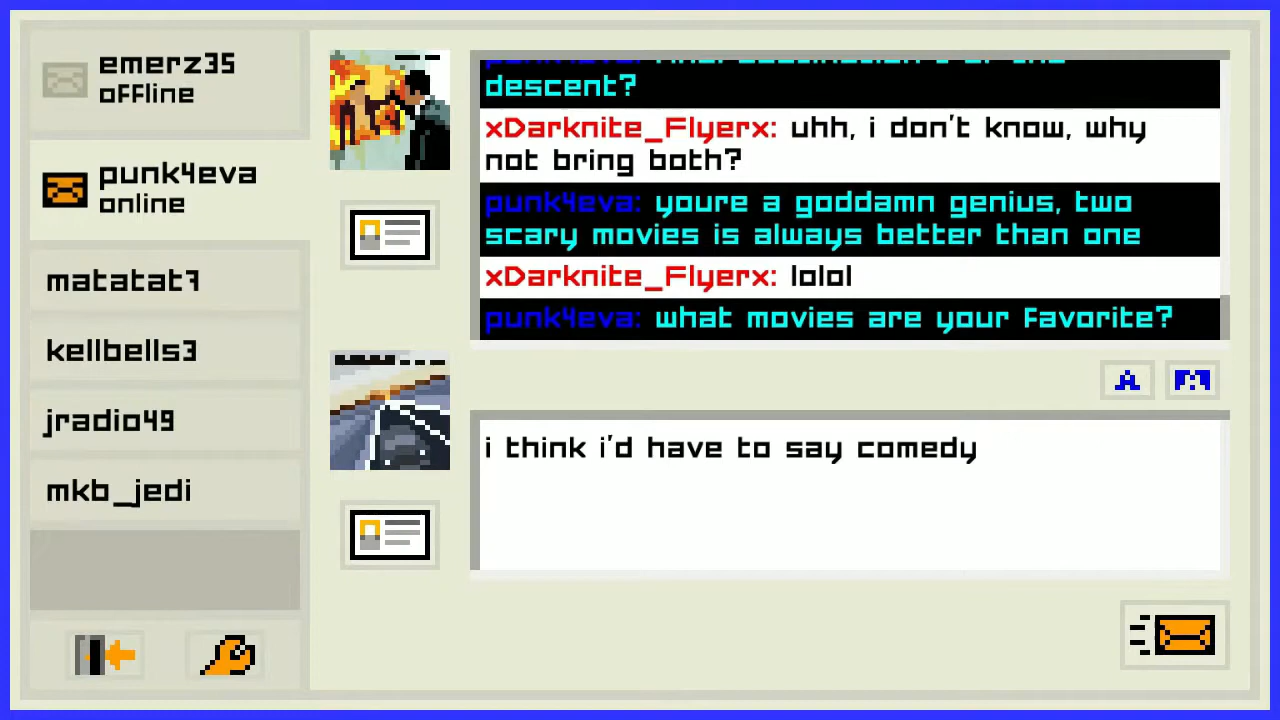 emerz35
offline
punk4eva
online
matatat7
kellbells3
jradio49
mkb_jedi
descent?
xDarknite_Flyerx: uhh, i don't know, why
not bring both?
punk4eva: youre a goddamn genius, two
scary movies is always better than one
xDarknite_Flyerx: lolol
punk4eva: what movies are your favorite?
A
i think i'd have to say comedy